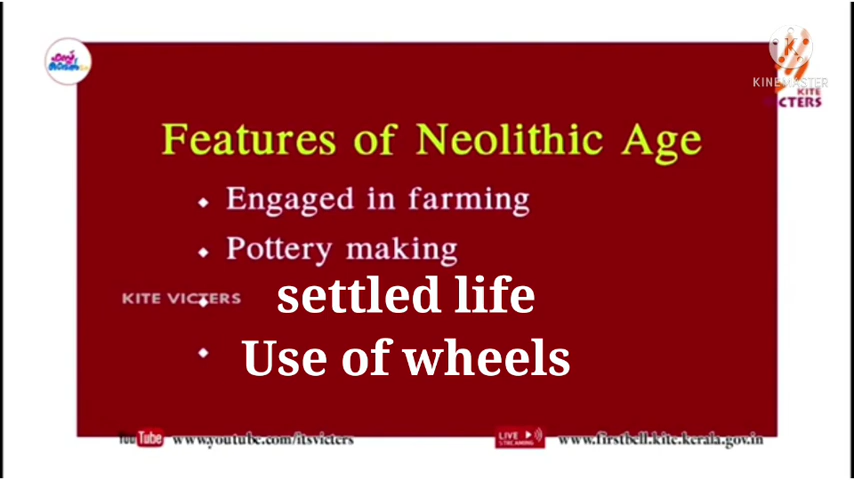 KINEMASTER
KITE
VICTERS
Features of Neolithic Age
Engaged in farming
Pottery making
KITE VICTERS
settled life
Use of wheels
YouTube www.youtube.com/itsvicters
LIVE STREAMING www.firstbell.kite.kerala.gov.in